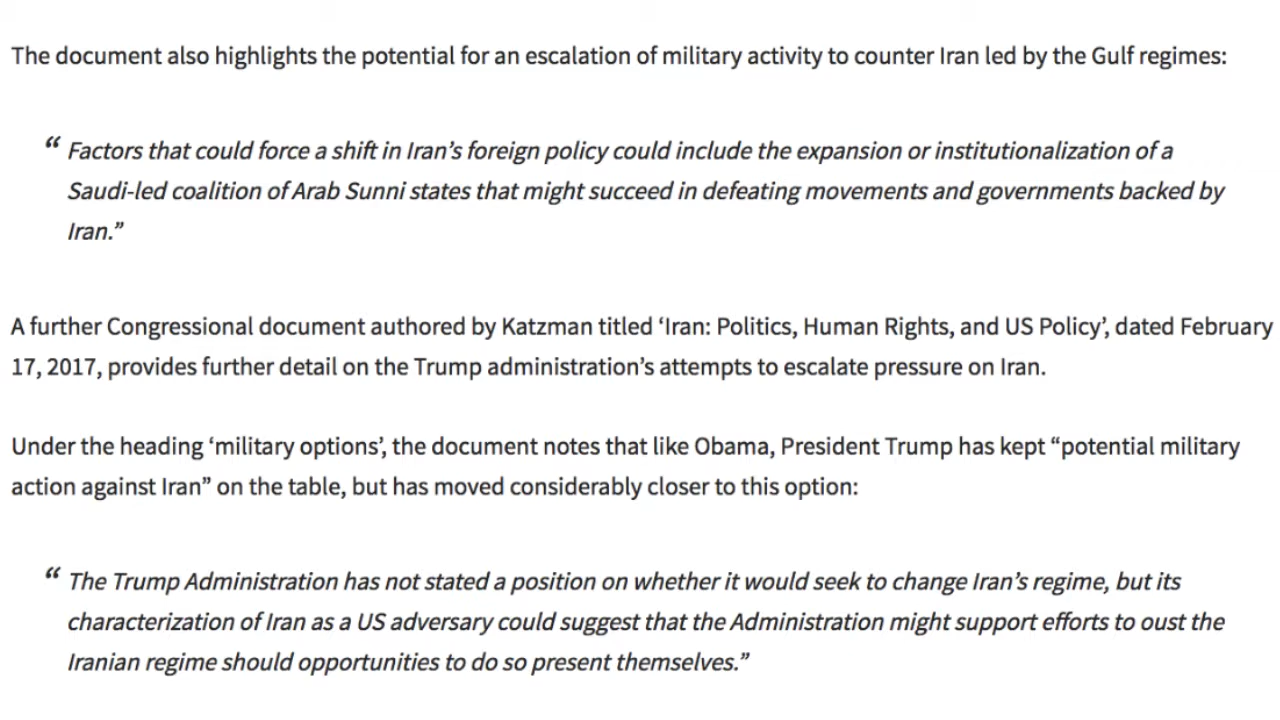 The document also highlights the potential for an escalation of military activity to counter Iran led by the Gulf regimes:
“ Factors that could force a shift in Iran’s foreign policy could include the expansion or institutionalization of a
Saudi-led coalition of Arab Sunni states that might succeed in defeating movements and governments backed by
Iran.”
A further Congressional document authored by Katzman titled ‘Iran: Politics, Human Rights, and US Policy’, dated February
17, 2017, provides further detail on the Trump administration’s attempts to escalate pressure on Iran.
Under the heading ‘military options’, the document notes that like Obama, President Trump has kept “potential military
action against Iran” on the table, but has moved considerably closer to this option:
“ The Trump Administration has not stated a position on whether it would seek to change Iran’s regime, but its
characterization of Iran as a US adversary could suggest that the Administration might support efforts to oust the
Iranian regime should opportunities to do so present themselves.”